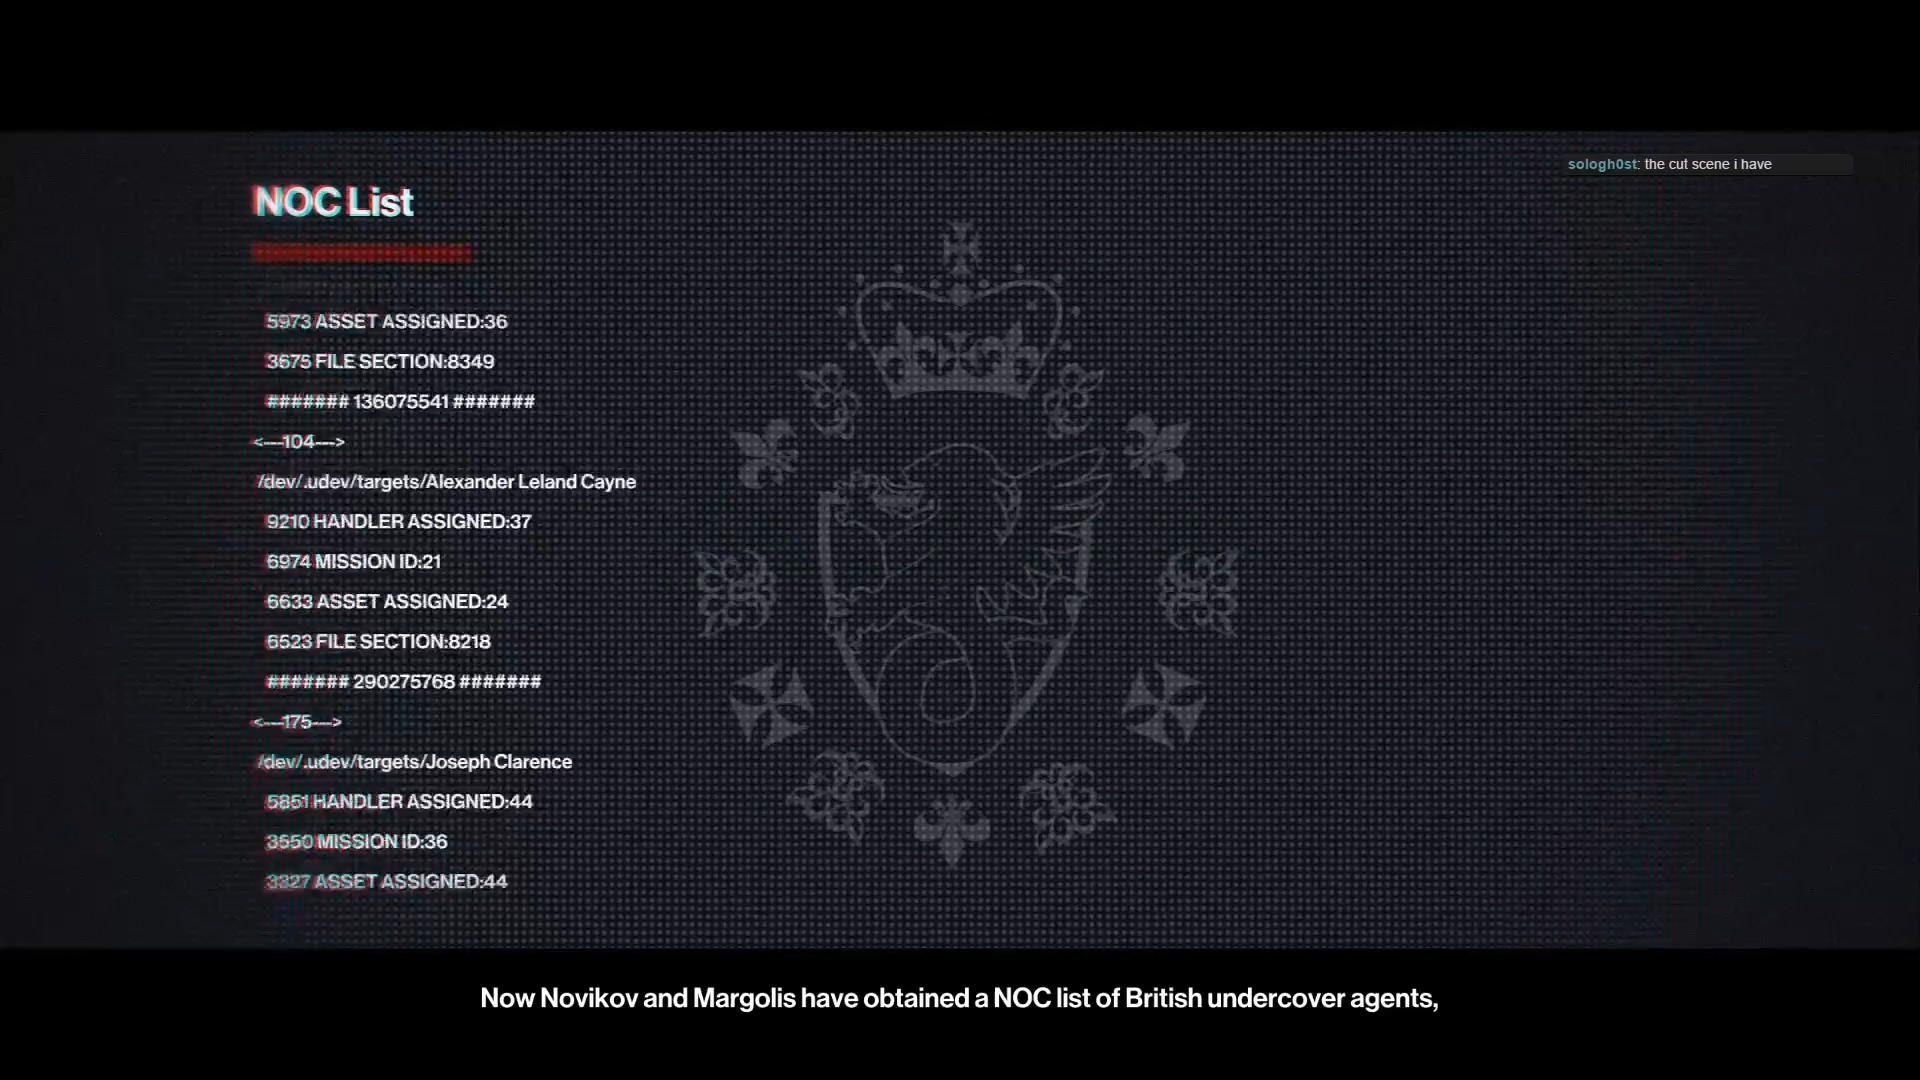 sologh0st: the cut scene i have
NOC List
5973 ASSET ASSIGNED:36
3675 FILE SECTION:8349
####### 136075541 #######
<---104--->
/dev/.udev/targets/Alexander Leland Cayne
9210 HANDLER ASSIGNED:37
6974 MISSION ID:21
6633 ASSET ASSIGNED:24
6523 FILE SECTION:8218
####### 290275768 #######
<---175--->
/dev/.udev/targets/Joseph Clarence
5851 HANDLER ASSIGNED:44
3550 MISSION ID:36
3327 ASSET ASSIGNED:44
Now Novikov and Margolis have obtained a NOC list of British undercover agents,